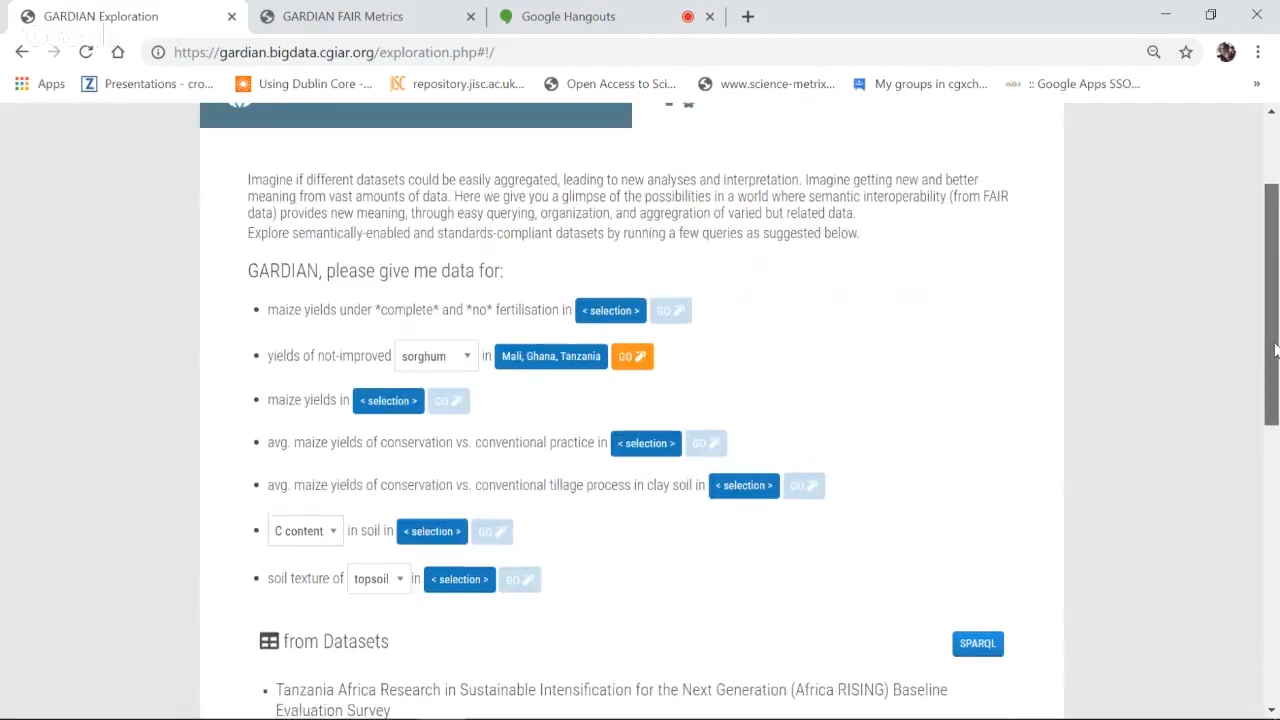 GARDIAN Exploration
GARDIAN FAIR Metrics
Google Hangouts
https://gardian.bigdata.cgiar.org/exploration.php#!/
Apps
Presentations - cro...
Using Dublin Core -...
repository.jisc.ac.uk...
Open Access to Sci...
www.science-metrix...
My groups in cgxch...
:: Google Apps SSO...
Imagine if different datasets could be easily aggregated, leading to new analyses and interpretation. Imagine getting new and better
meaning from vast amounts of data. Here we give you a glimpse of the possibilities in a world where semantic interoperability (from FAIR
data) provides new meaning, through easy querying, organization, and aggregration of varied but related data.
Explore semantically-enabled and standards-compliant datasets by running a few queries as suggested below.
GARDIAN, please give me data for:
maize yields under *complete* and *no* fertilisation in < selection > GO
yields of not-improved sorghum in Mali, Ghana, Tanzania GO
maize yields in < selection > GO
avg. maize yields of conservation vs. conventional practice in < selection > GO
avg. maize yields of conservation vs. conventional tillage process in clay soil in < selection > GO
C content in soil in < selection > GO
soil texture of topsoil in < selection > GO
from Datasets
SPARQL
Tanzania Africa Research in Sustainable Intensification for the Next Generation (Africa RISING) Baseline
Evaluation Survey